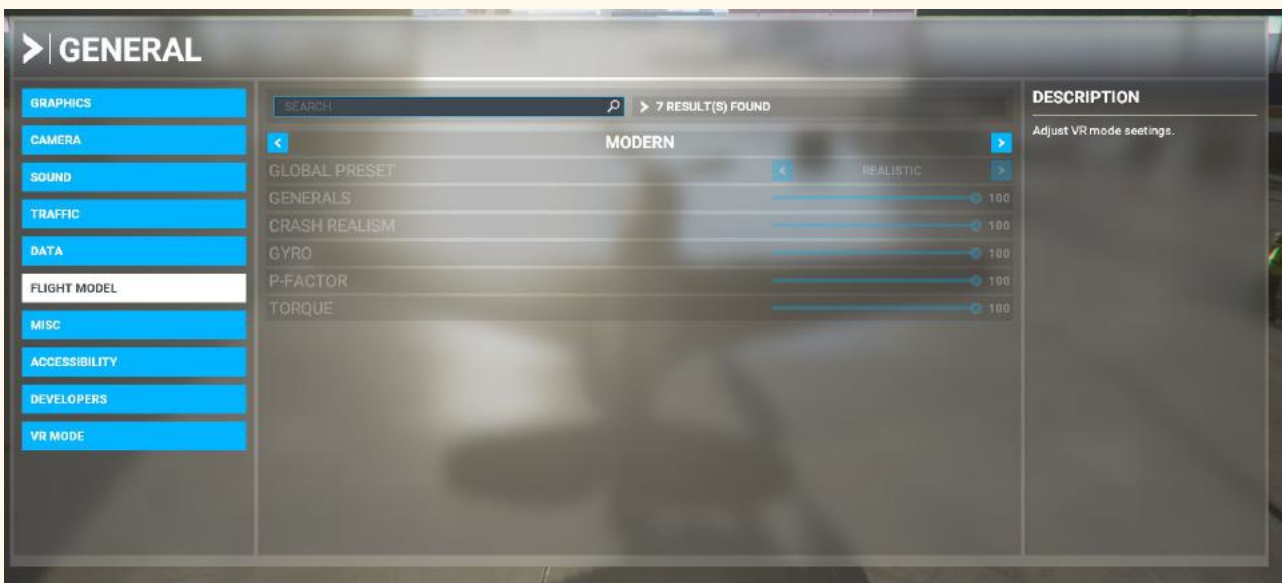 GENERAL
GRAPHICS
CAMERA
SOUND
TRAFFIC
DATA
FLIGHT MODEL
MISC
ACCESSIBILITY
DEVELOPERS
VR MODE
SEARCH
7 RESULT(S) FOUND
MODERN
GLOBAL PRESET REALISTIC
GENERALS 100
CRASH REALISM 100
GYRO 100
P-FACTOR 100
TORQUE 100
DESCRIPTION
Adjust VR mode seetings.